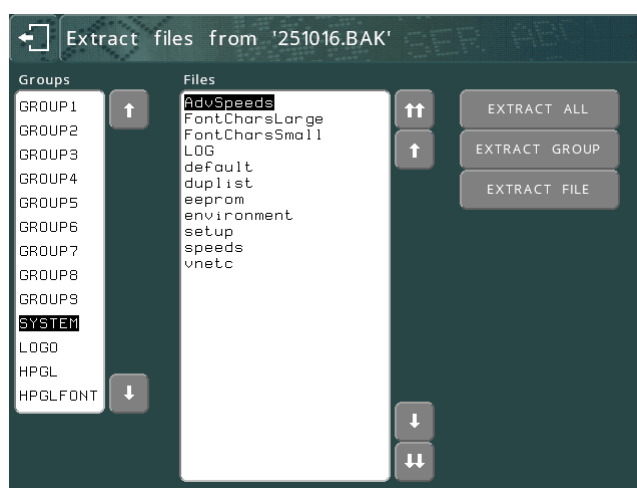 Extract files from '251016.BAK'
Groups
GROUP1
GROUP2
GROUP3
GROUP4
GROUP5
GROUP6
GROUP7
GROUP8
GROUP9
SYSTEM
LOGO
HPGL
HPGLFONT
Files
AdvSpeeds
FontCharsLarge
FontCharsSmall
LOG
default
duplist
eeprom
environment
setup
speeds
vnetc
EXTRACT ALL
EXTRACT GROUP
EXTRACT FILE